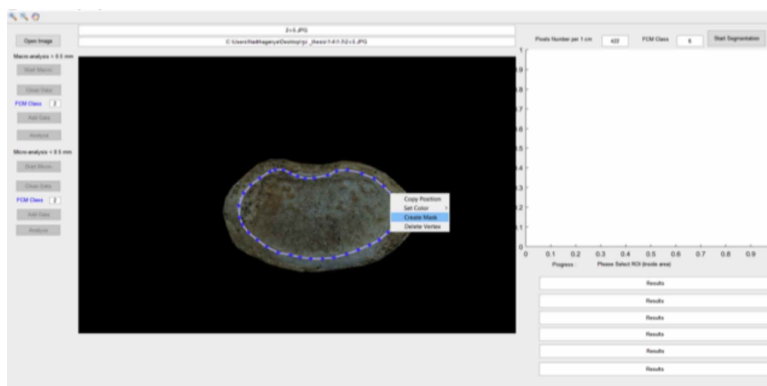 2+5.JPG
Open Image
Macro-analysis > 0.5 mm
Start Macro
Clear Data
FCM Class 2
Add Data
Analysis
Micro-analysis < 0.5 mm
Start Micro
Clear Data
FCM Class 2
Add Data
Analysis
Copy Position
Set Color
Create Mask
Delete Vertex
Pixels Number per 1 cm 422 FCM Class 6 Start Segmentation
1
0.9
0.8
0.6
0.5
0.4
0.3
0.2
0.1
0
0 0.1 0.2 0.3 0.4 0.5 0.6 0.7 0.8 0.9
Progress : Please Select ROI (Inside area)
Results
Results
Results
Results
Results
Results